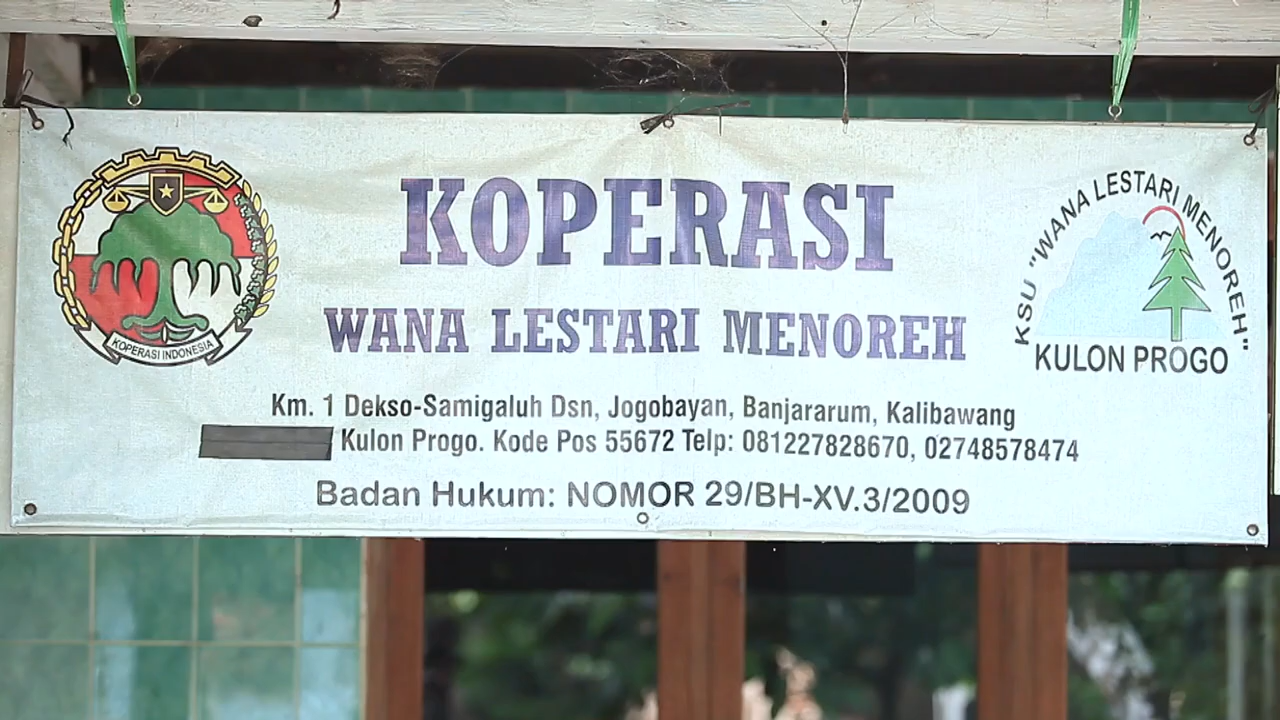 KOPERASI
WANA LESTARI MENOREH
Km. 1 Dekso-Samigaluh Dsn, Jogobayan, Banjararum, Kalibawang
Kulon Progo. Kode Pos 55672 Telp: 081227828670, 02748578474
Badan Hukum: NOMOR 29/BH-XV.3/2009
KOPERASI INDONESIA
KSU "WANA LESTARI MENOREH"
KULON PROGO